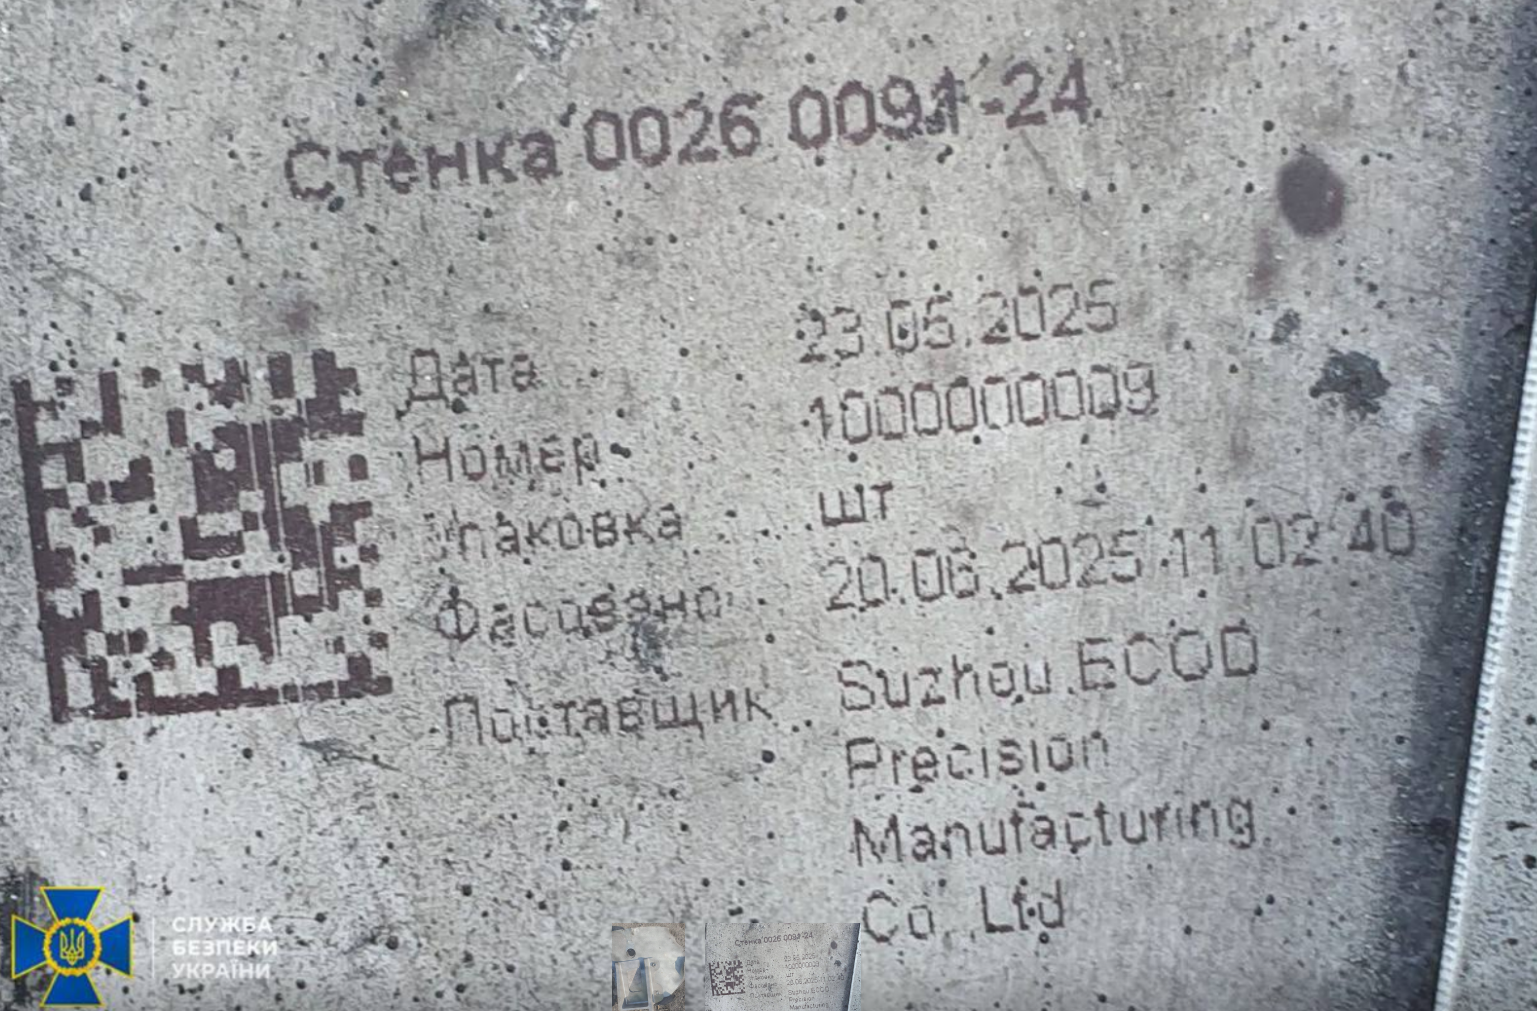 Стенка 0026 0091-24
Дата 23.05.2025
Номер 1000000009
Упаковка шт
Фасовано 20.06.2025 11:02:40
Поставщик Suzhou ECOD
Precision
Manufacturing
Co., Ltd
СЛУЖБА
БЕЗПЕКИ
УКРАЇНИ